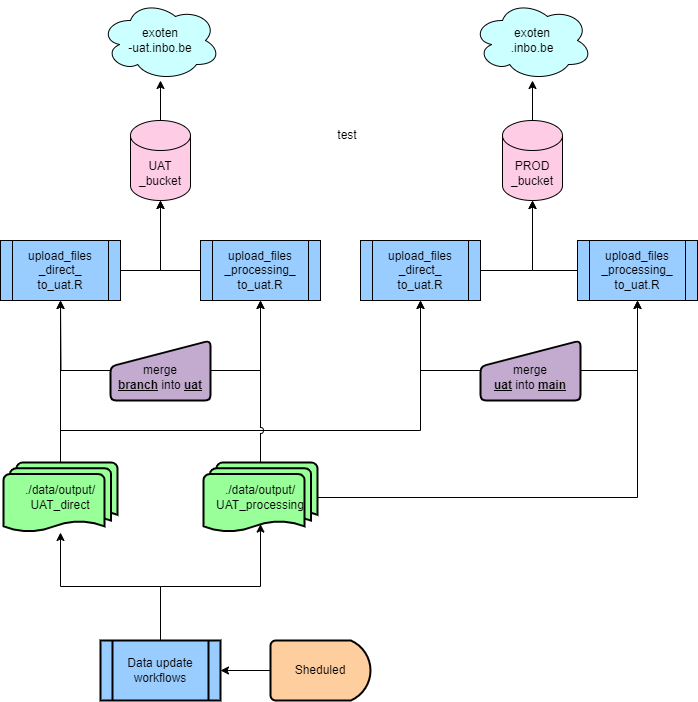 exoten
-uat.inbo.be
exoten
.inbo.be
UAT
_bucket
test
PROD
_bucket
upload_files
_direct_
to_uat.R
upload_files
_processing_
to_uat.R
upload_files
_direct_
to_uat.R
upload_files
_processing_
to_uat.R
merge
branch into uat
merge
uat into main
./data/output/
UAT_direct
./data/output/
UAT_processing
Data update
workflows
Sheduled